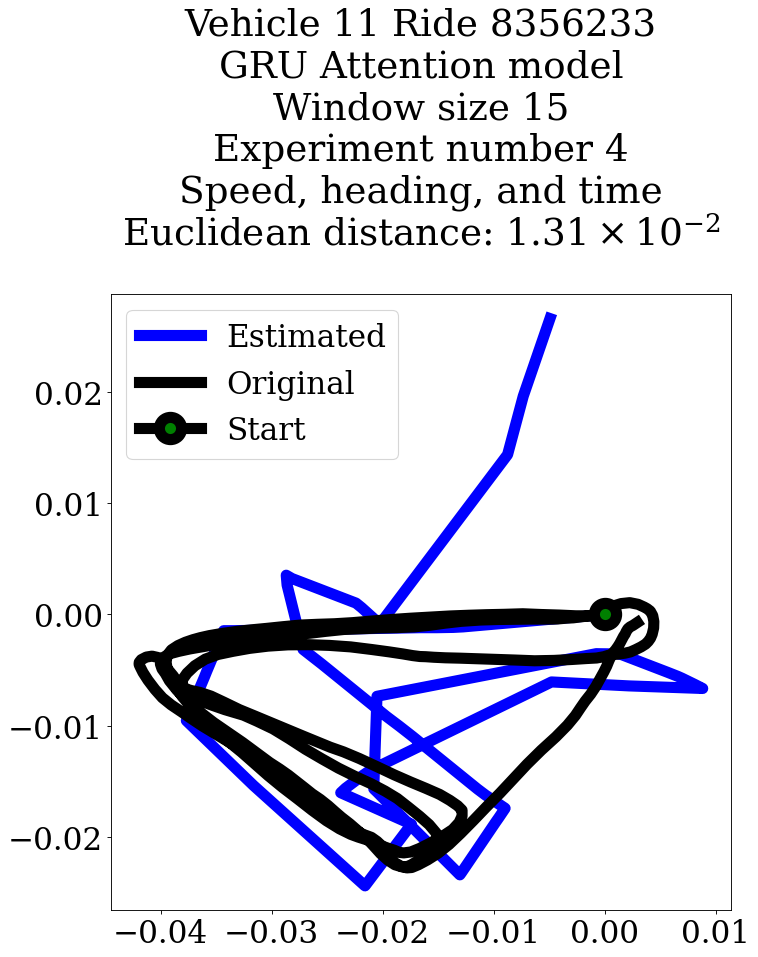 Vehicle 11 Ride 8356233
GRU Attention model
Window size 15
Experiment number 4
Speed, heading, and time
Euclidean distance: 1.31 × 10⁻²
Estimated
Original
Start
0.02
0.01
0.00
−0.01
−0.02
−0.04 −0.03 −0.02 −0.01 0.00 0.01